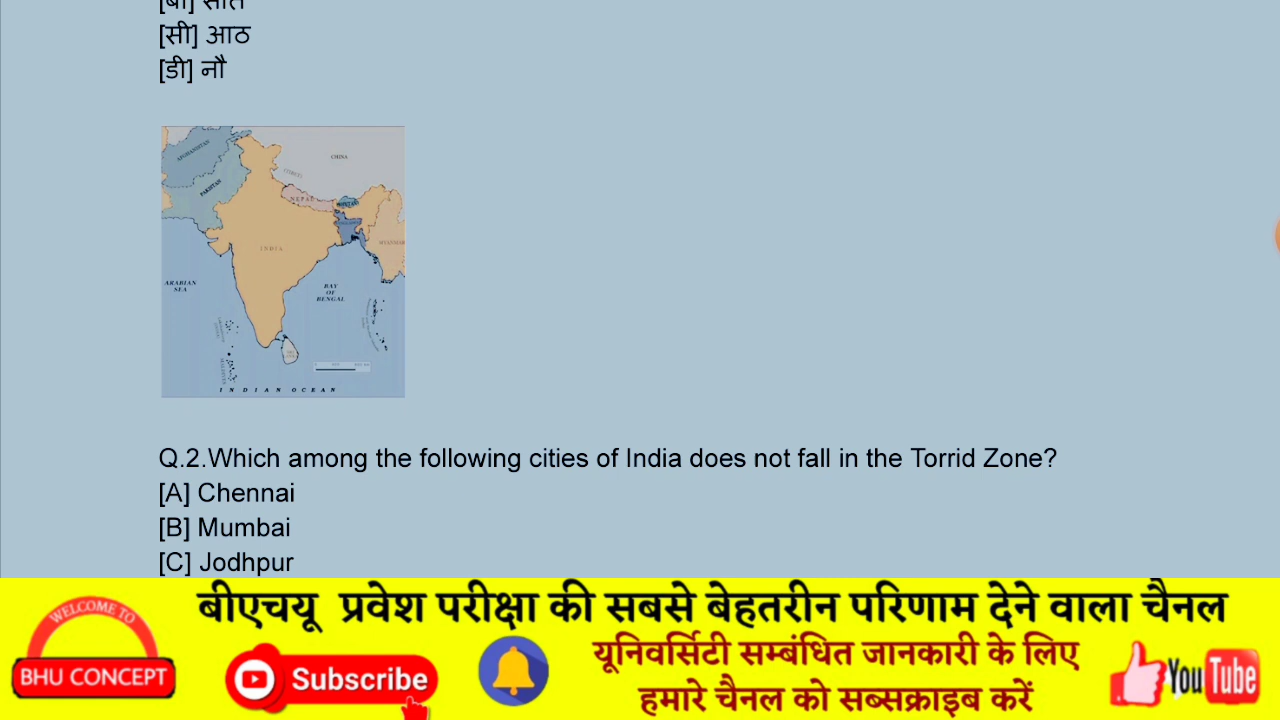 [बी] सात
[सी] आठ
[डी] नौ
AFGHANISTAN
CHINA
PAKISTAN
NEPAL
INDIA
MYANMAR
ARABIAN
SEA
BAY
OF
BENGAL
INDIAN OCEAN
Q.2.Which among the following cities of India does not fall in the Torrid Zone?
[A] Chennai
[B] Mumbai
[C] Jodhpur
बीएचयू प्रवेश परीक्षा की सबसे बेहतरीन परिणाम देने वाला चैनल
WELCOME TO
BHU CONCEPT
Subscribe
यूनिवर्सिटी सम्बंधित जानकारी के लिए
हमारे चैनल को सब्सक्राइब करें
YouTube